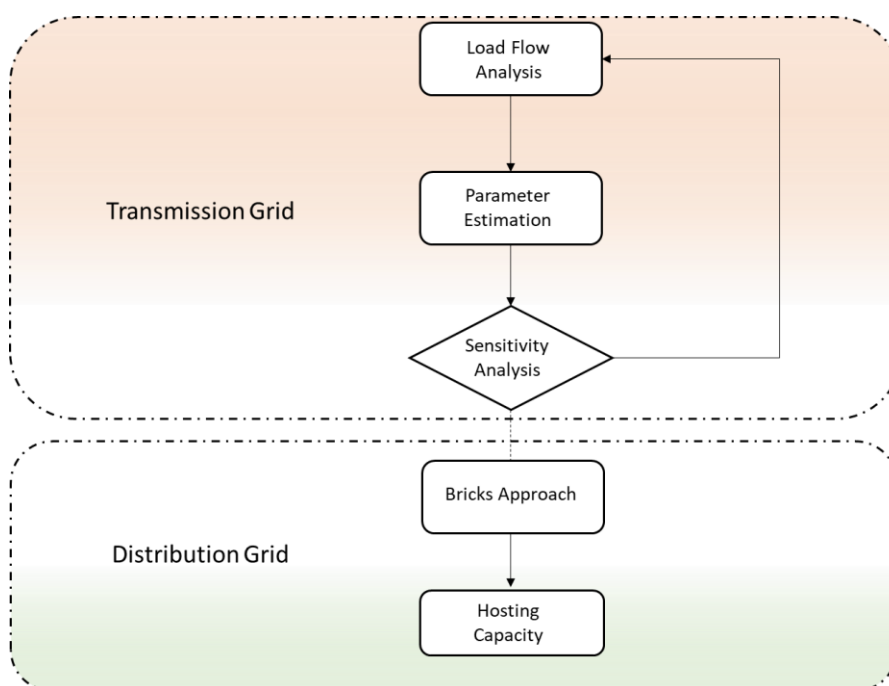 Load Flow
Analysis
Parameter
Estimation
Transmission Grid
Sensitivity
Analysis
Bricks Approach
Distribution Grid
Hosting
Capacity